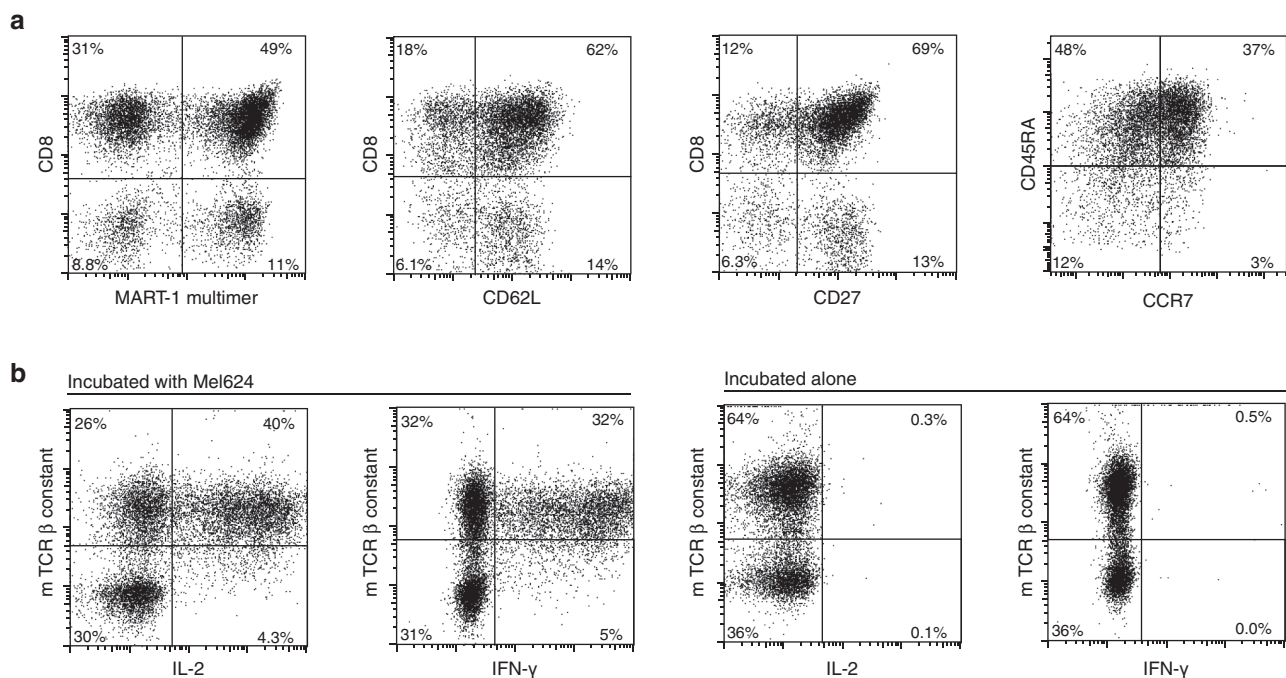 a
31%
49%
CD8
8.8%
11%
MART-1 multimer
18%
62%
CD8
6.1%
14%
CD62L
12%
69%
CD8
6.3%
13%
CD27
48%
37%
CD45RA
12%
3%
CCR7
b
Incubated with Mel624
26%
40%
m TCR β constant
30%
4.3%
IL-2
32%
32%
m TCR β constant
31%
5%
IFN-γ
Incubated alone
64%
0.3%
m TCR β constant
36%
0.1%
IL-2
64%
0.5%
m TCR β constant
36%
0.0%
IFN-γ